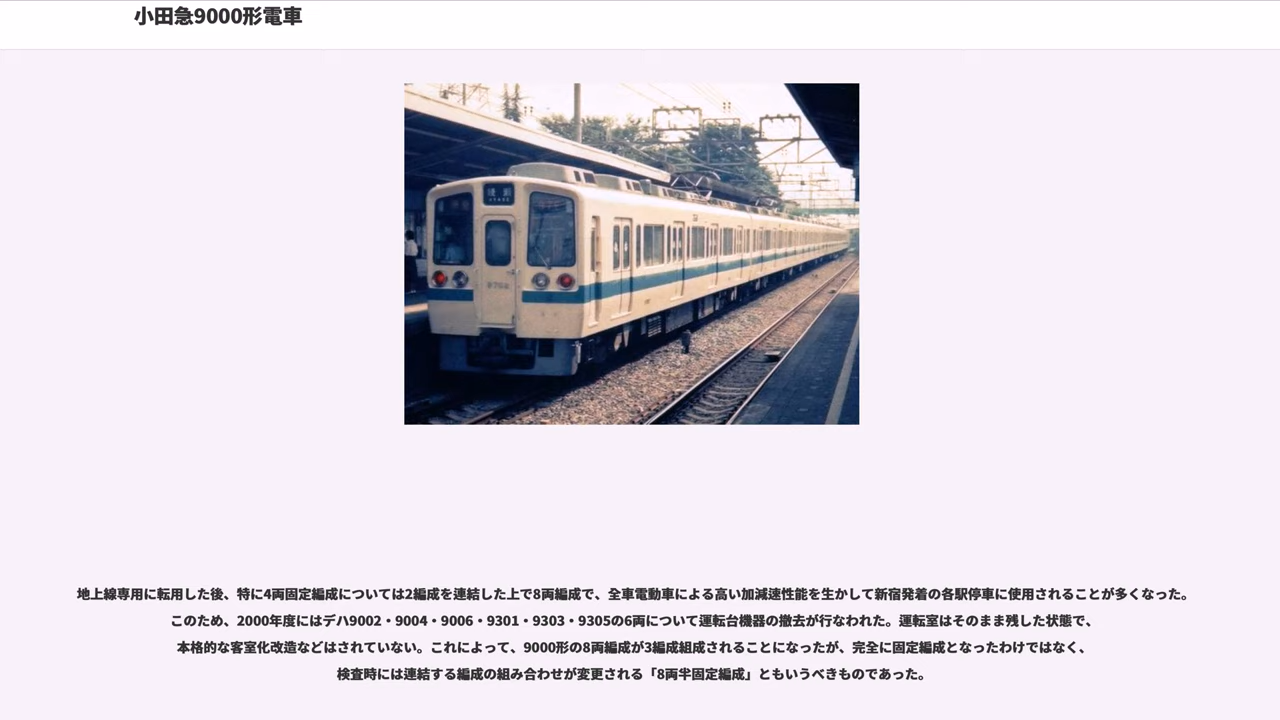 小田急9000形電車
地上線専用に転用した後、特に4両固定編成については2編成を連結した上で8両編成で、全車電動車による高い加減速性能を生かして新宿発着の各駅停車に使用されることが多くなった。
このため、2000年度にはデハ9002・9004・9006・9301・9303・9305の6両について運転台機器の撤去が行なわれた。運転室はそのまま残した状態で、
本格的な客室化改造などはされていない。これによって、9000形の8両編成が3編成組成されることになったが、完全に固定編成となったわけではなく、
検査時には連結する編成の組み合わせが変更される「8両半固定編成」ともいうべきものであった。